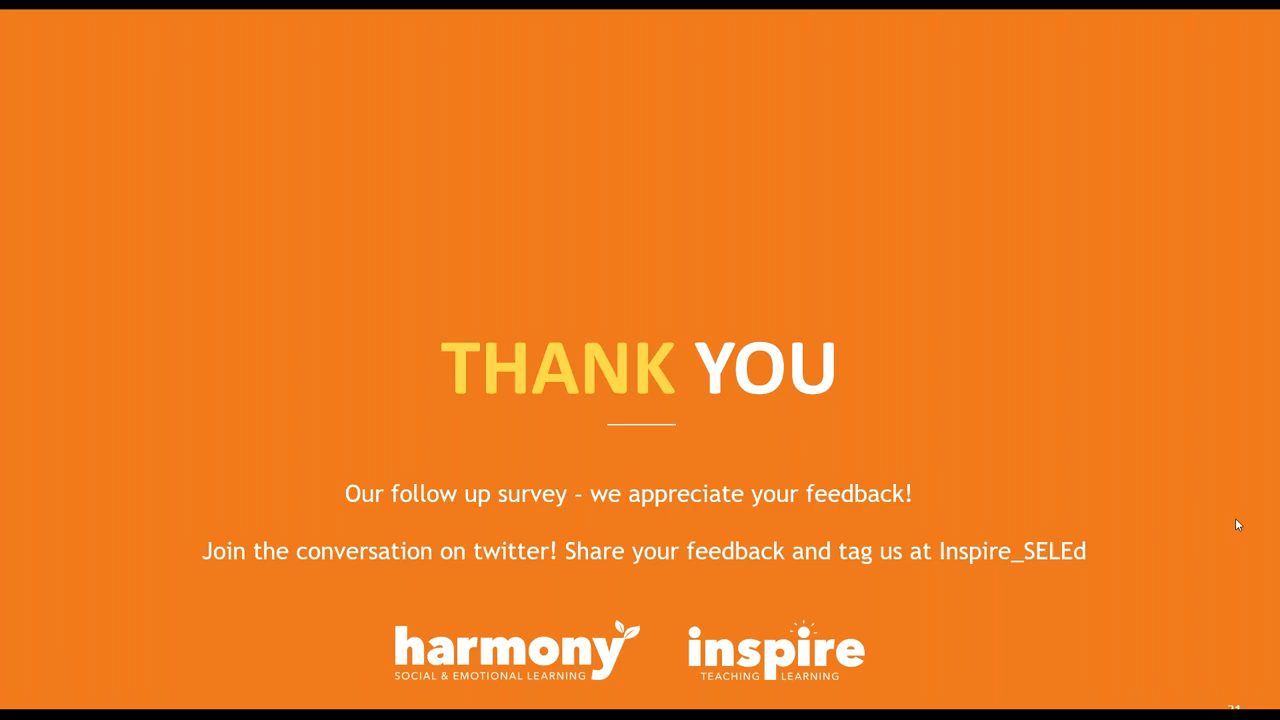 THANK YOU
Our follow up survey - we appreciate your feedback!
Join the conversation on twitter! Share your feedback and tag us at Inspire_SELEd
harmony
SOCIAL & EMOTIONAL LEARNING
inspire
TEACHING LEARNING